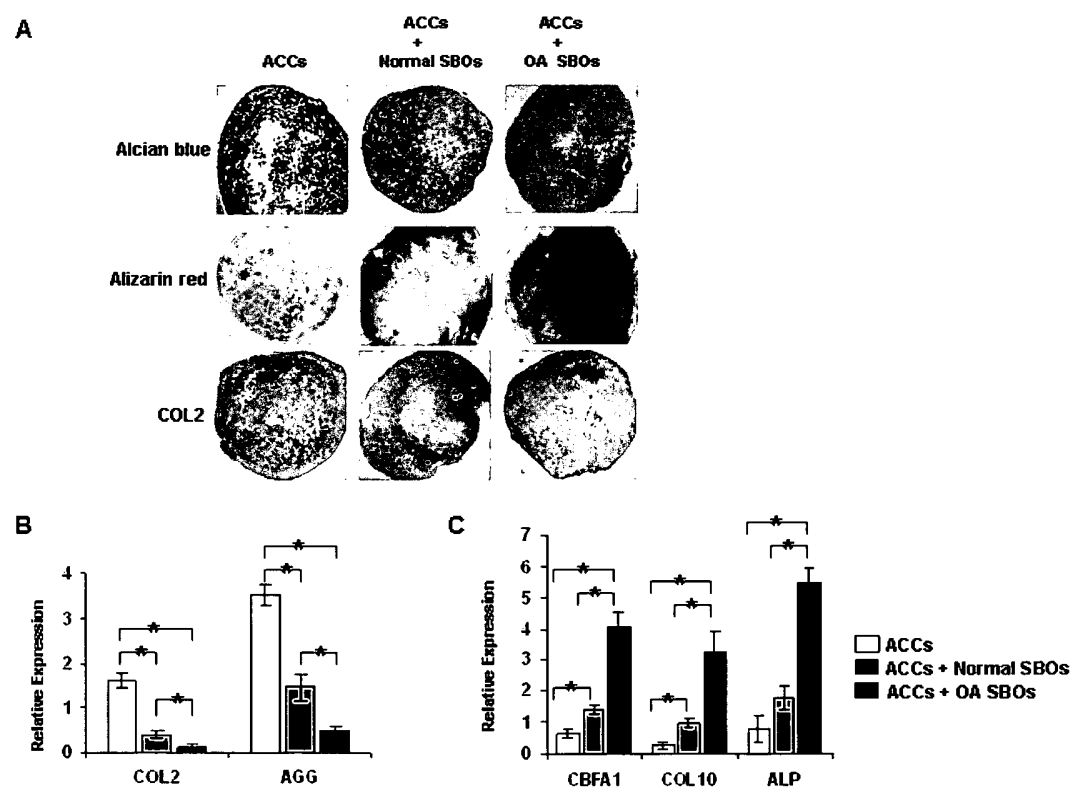 A
ACCs
ACCs
+
Normal SBOs
ACCs
+
OA SBOs
Alcian blue
Alizarin red
COL2
B
Relative Expression
4
3
2
1
0
COL2
AGG
*
*
*
*
*
*
C
Relative Expression
7
6
5
4
3
2
1
0
CBFA1
COL10
ALP
*
*
*
*
*
*
*
*
ACCs
ACCs + Normal SBOs
ACCs + OA SBOs